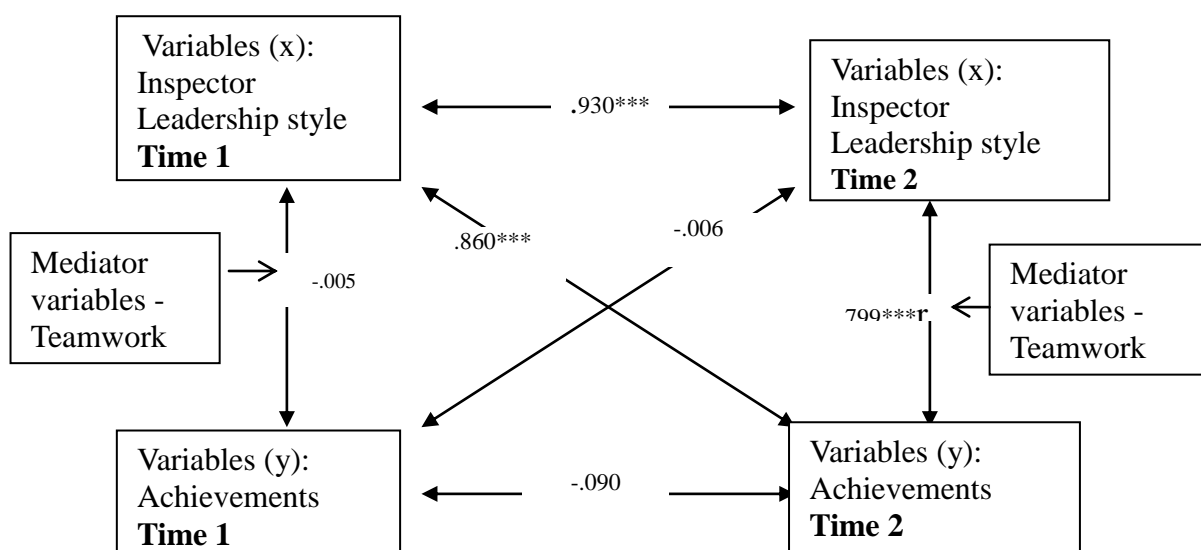 Variables (x):
Inspector
Leadership style
Time 1
Variables (x):
Inspector
Leadership style
Time 2
.930***
.860***
-.006
Mediator
variables -
Teamwork
-.005
799***r
Mediator
variables -
Teamwork
Variables (y):
Achievements
Time 1
-.090
Variables (y):
Achievements
Time 2